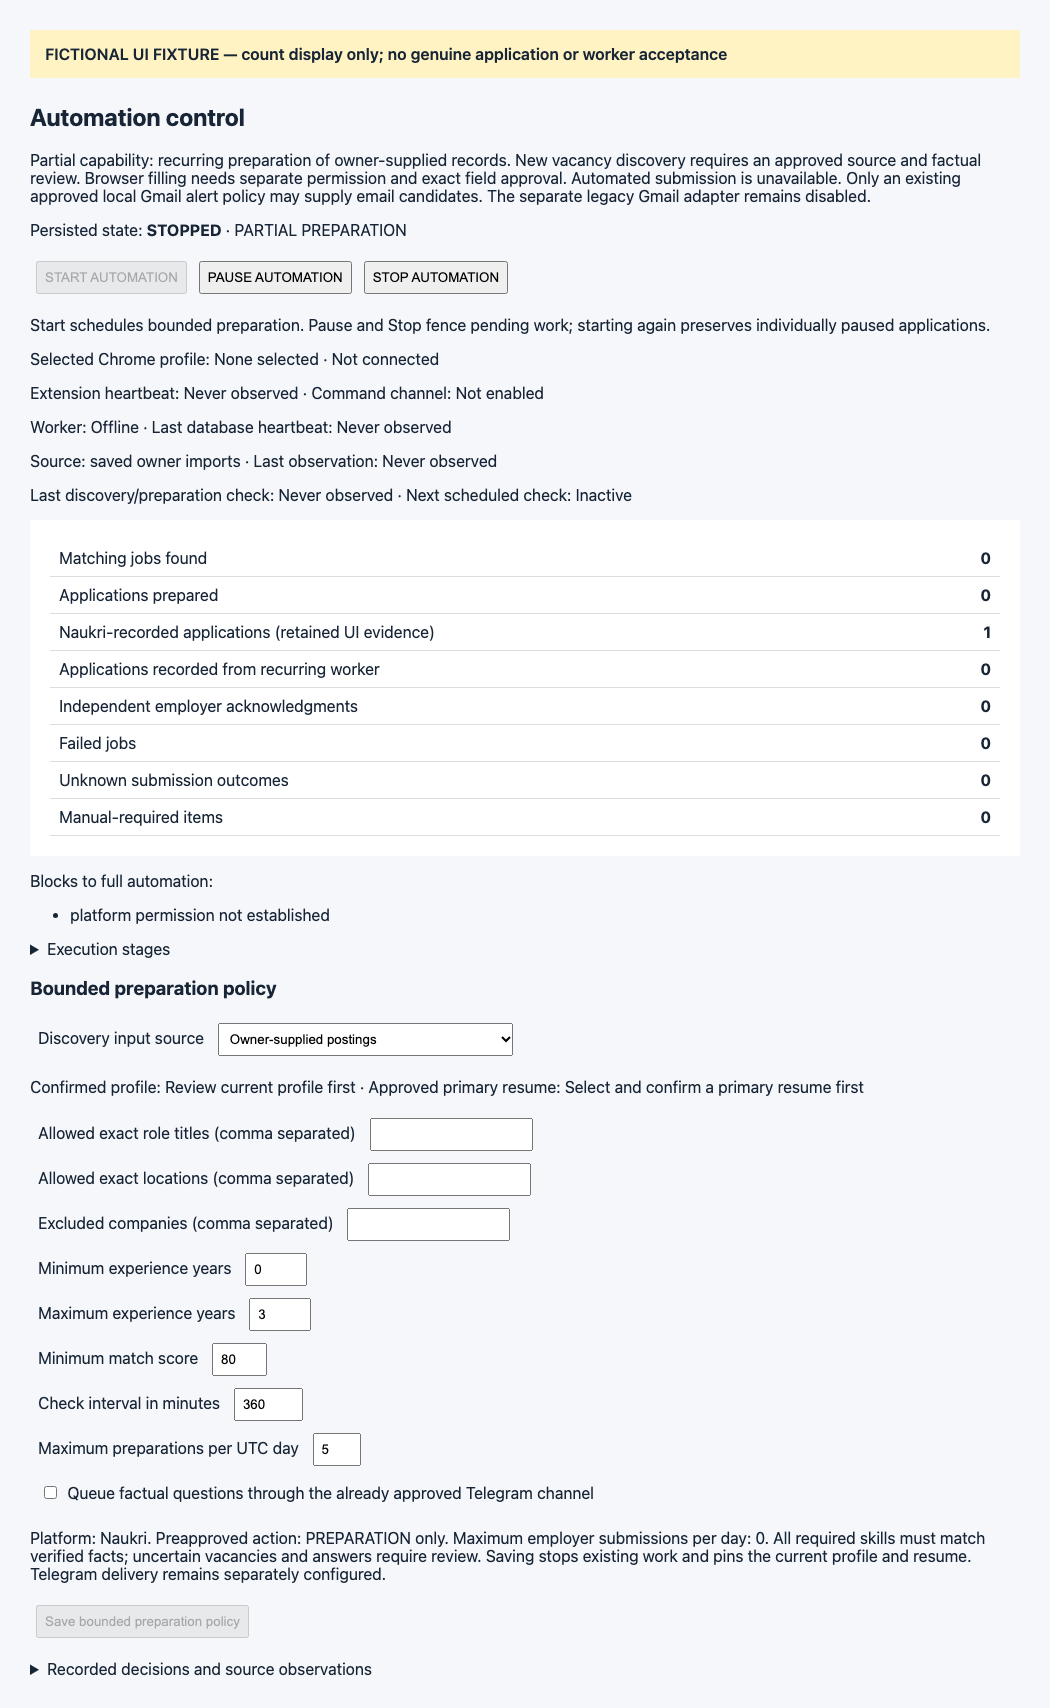 FICTIONAL UI FIXTURE — count display only; no genuine application or worker acceptance
Automation control
Partial capability: recurring preparation of owner-supplied records. New vacancy discovery requires an approved source and factual
review. Browser filling needs separate permission and exact field approval. Automated submission is unavailable. Only an existing
approved local Gmail alert policy may supply email candidates. The separate legacy Gmail adapter remains disabled.
Persisted state: STOPPED · PARTIAL PREPARATION
START AUTOMATION PAUSE AUTOMATION STOP AUTOMATION
Start schedules bounded preparation. Pause and Stop fence pending work; starting again preserves individually paused applications.
Selected Chrome profile: None selected · Not connected
Extension heartbeat: Never observed · Command channel: Not enabled
Worker: Offline · Last database heartbeat: Never observed
Source: saved owner imports · Last observation: Never observed
Last discovery/preparation check: Never observed · Next scheduled check: Inactive
Matching jobs found 0
Applications prepared 0
Naukri-recorded applications (retained UI evidence) 1
Applications recorded from recurring worker 0
Independent employer acknowledgments 0
Failed jobs 0
Unknown submission outcomes 0
Manual-required items 0
Blocks to full automation:
• platform permission not established
▶ Execution stages
Bounded preparation policy
Discovery input source Owner-supplied postings
Confirmed profile: Review current profile first · Approved primary resume: Select and confirm a primary resume first
Allowed exact role titles (comma separated)
Allowed exact locations (comma separated)
Excluded companies (comma separated)
Minimum experience years 0
Maximum experience years 3
Minimum match score 80
Check interval in minutes 360
Maximum preparations per UTC day 5
Queue factual questions through the already approved Telegram channel
Platform: Naukri. Preapproved action: PREPARATION only. Maximum employer submissions per day: 0. All required skills must match
verified facts; uncertain vacancies and answers require review. Saving stops existing work and pins the current profile and resume.
Telegram delivery remains separately configured.
Save bounded preparation policy
▶ Recorded decisions and source observations